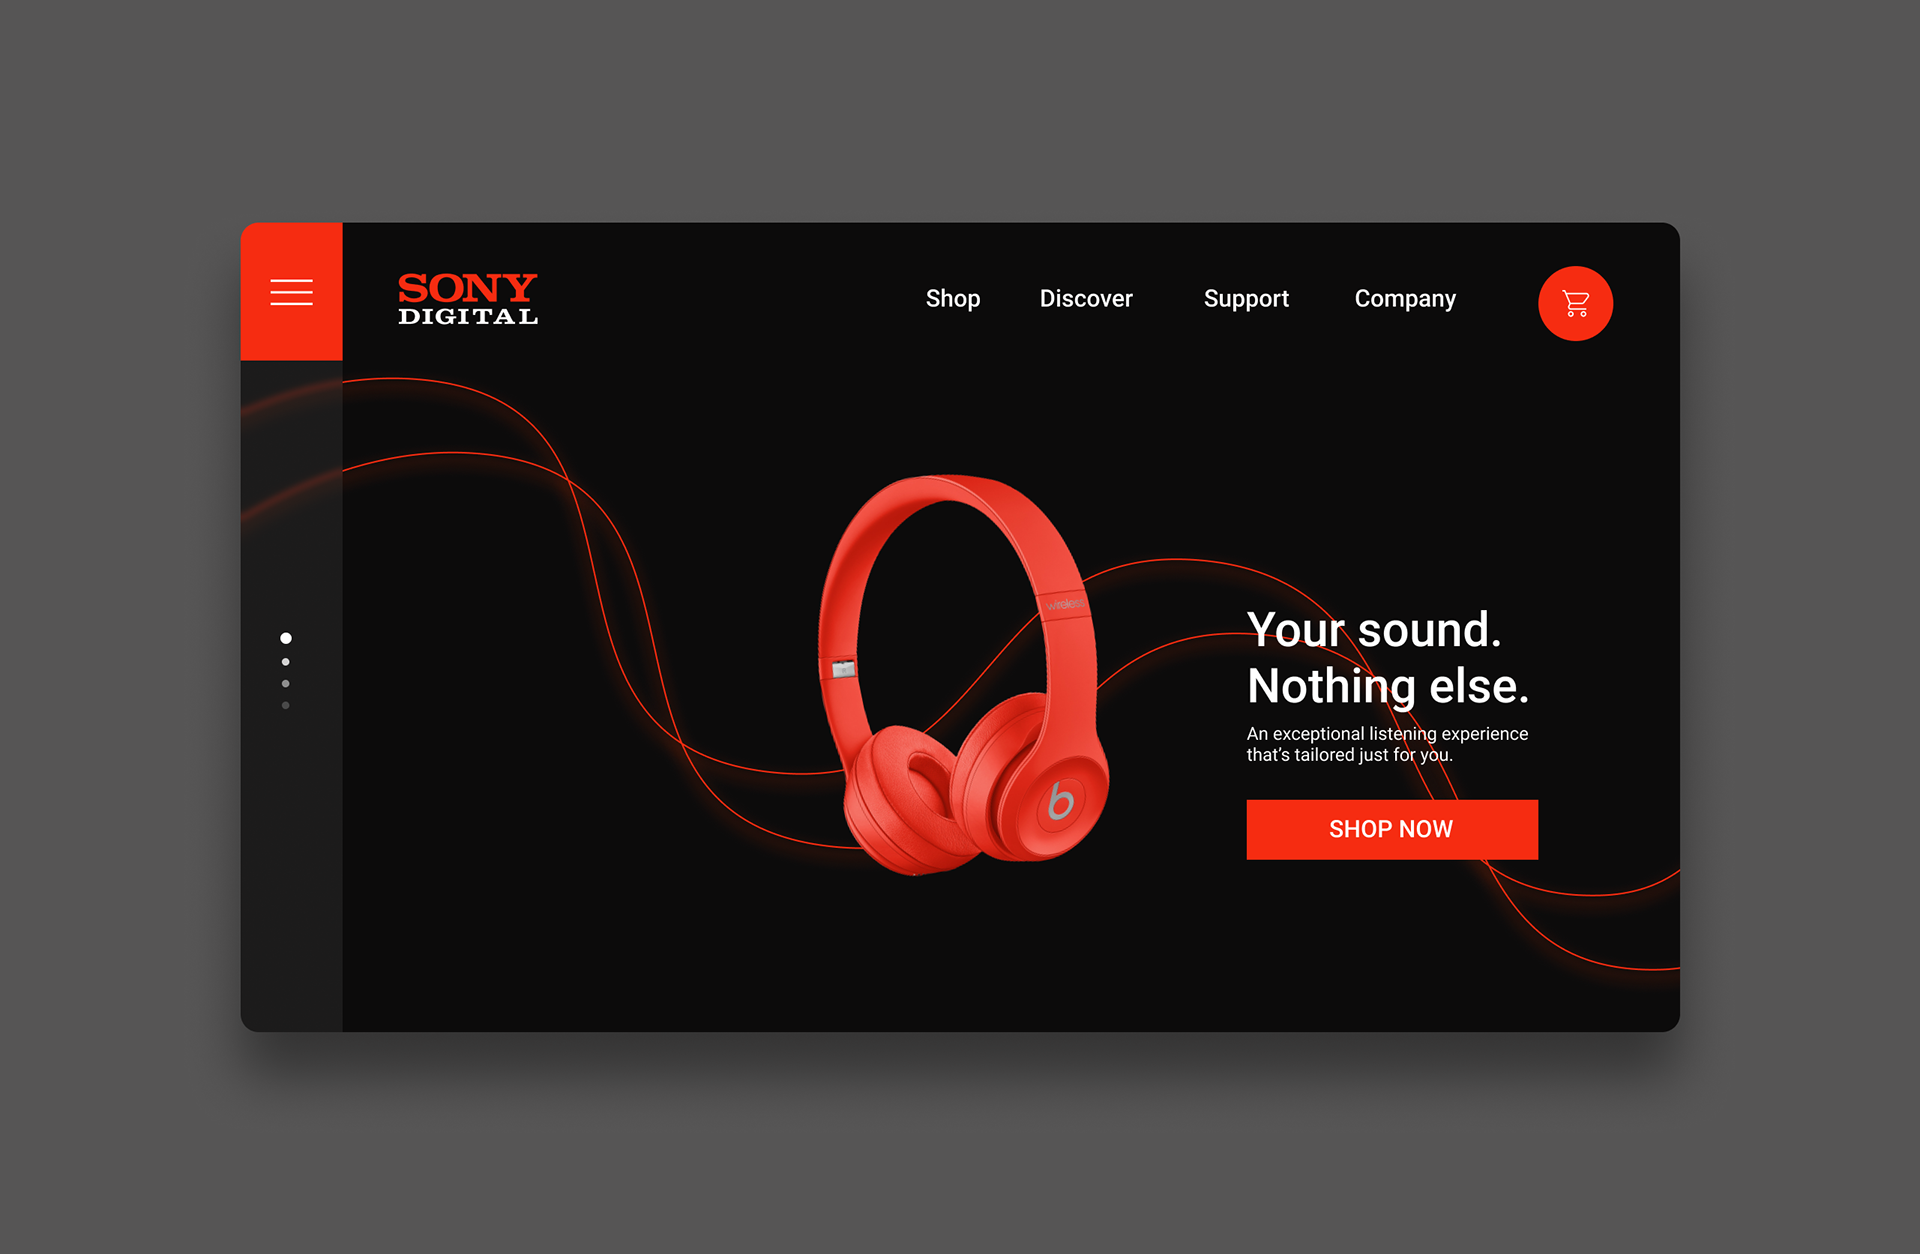 SONY
DIGITAL
Shop
Discover
Support
Company
wireless
Your sound.
Nothing else.
An exceptional listening experience
that’s tailored just for you.
SHOP NOW
b